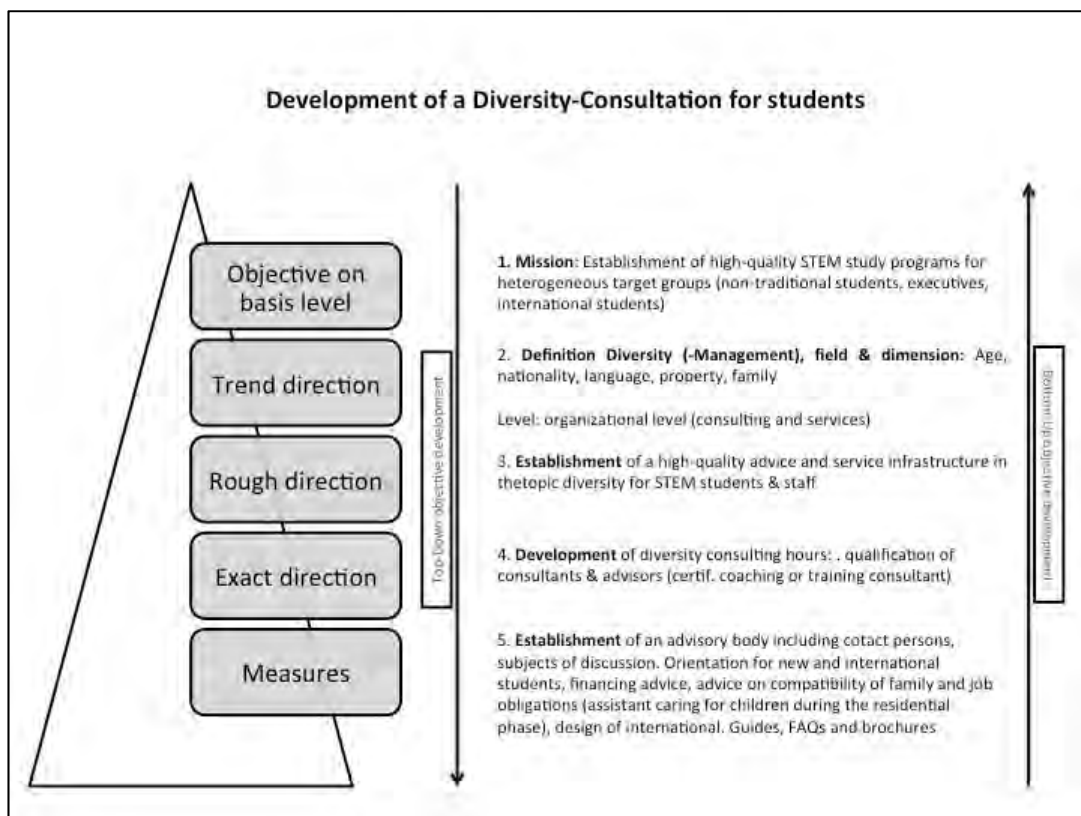 Development of a Diversity-Consultation for students
Objective on
basis level
Trend direction
Rough direction
Exact direction
Measures
Top-Down objective development
1. Mission: Establishment of high-quality STEM study programs for
heterogeneous target groups (non-traditional students, executives,
international students)
2. Definition Diversity (-Management), field & dimension: Age,
nationality, language, property, family
Level: organizational level (consulting and services)
3. Establishment of a high-quality advice and service infrastructure in
thetopic diversity for STEM students & staff
4. Development of diversity consulting hours: . qualification of
consultants & advisors (certif. coaching or training consultant)
5. Establishment of an advisory body including cotact persons,
subjects of discussion. Orientation for new and international
students, financing advice, advice on compatibility of family and job
obligations (assistant caring for children during the residential
phase), design of international. Guides, FAQs and brochures
Bottom-Up objective development